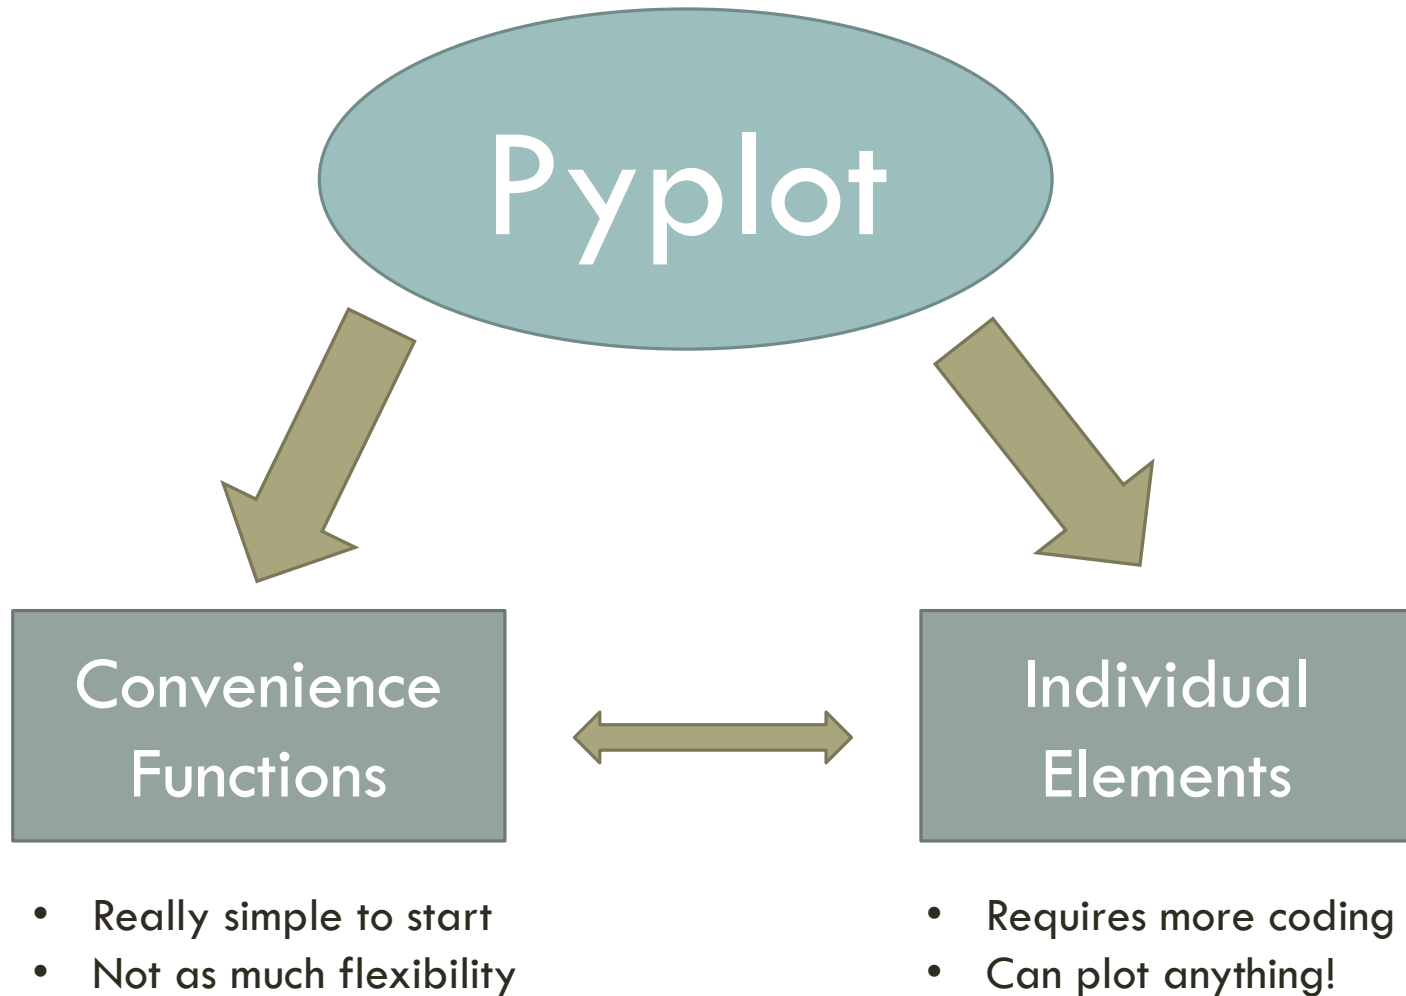 Pyplot
Convenience
Functions
Individual
Elements
• Really simple to start
• Not as much flexibility
• Requires more coding
• Can plot anything!